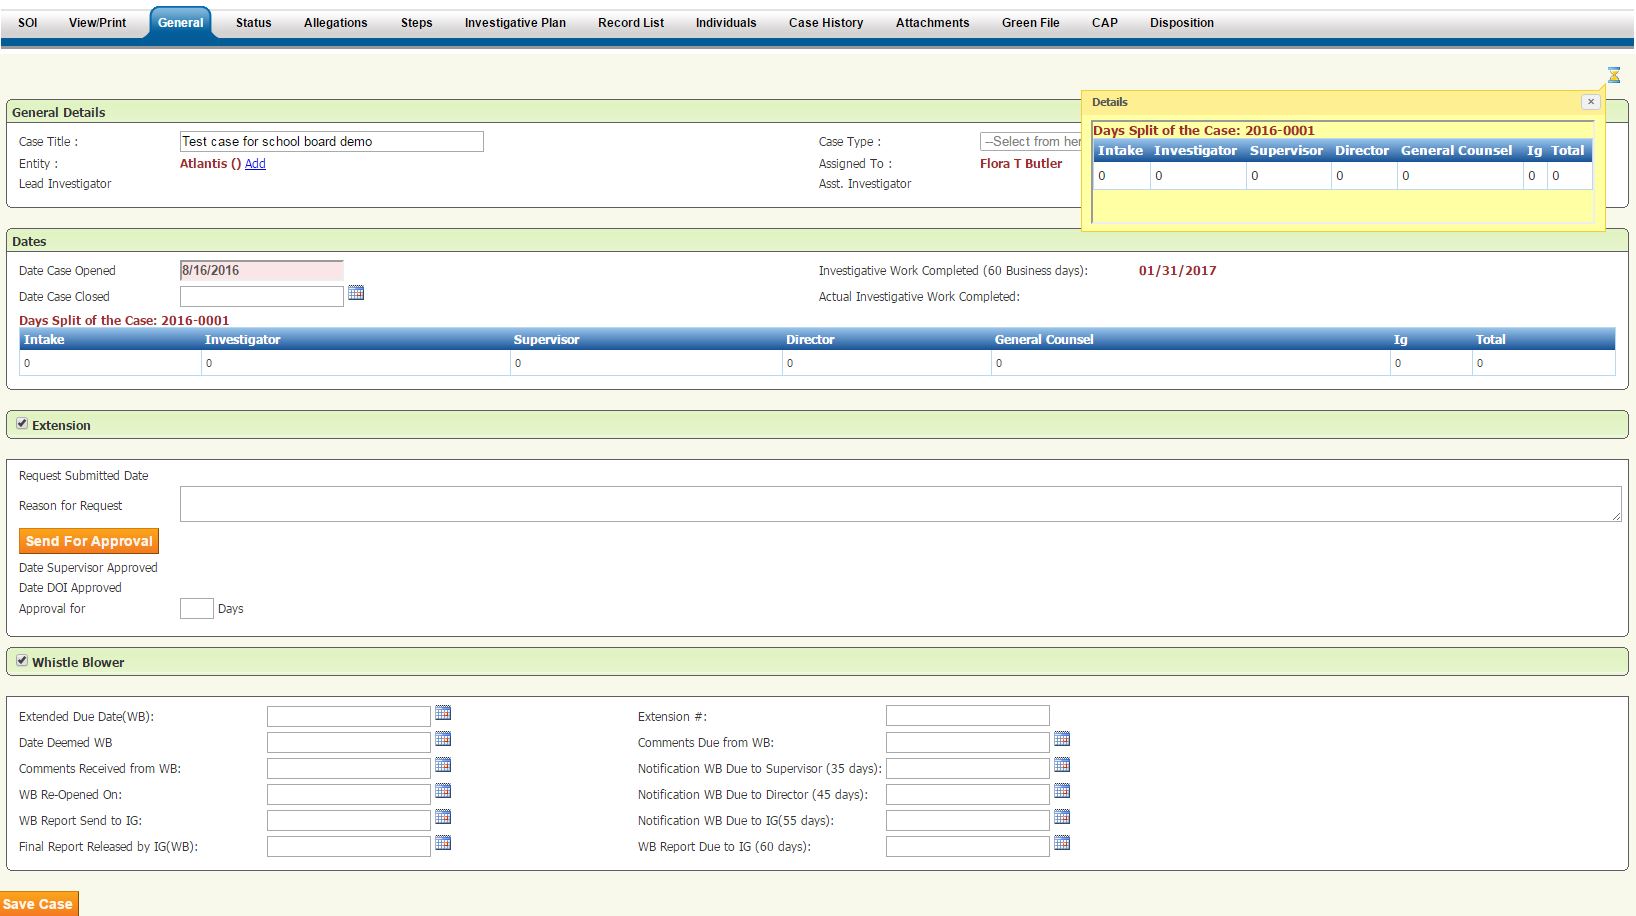 SOI View/Print General Status Allegations Steps Investigative Plan Record List Individuals Case History Attachments Green File CAP Disposition
General Details
Case Title : Test case for school board demo
Case Type : --Select from her
Entity : Atlantis () Add
Assigned To : Flora T Butler
Lead Investigator
Asst. Investigator
Details
×
Days Split of the Case: 2016-0001
Intake Investigator Supervisor Director General Counsel Ig Total
0 0 0 0 0 0 0
Dates
Date Case Opened 8/16/2016
Investigative Work Completed (60 Business days): 01/31/2017
Date Case Closed
Actual Investigative Work Completed:
Days Split of the Case: 2016-0001
Intake Investigator Supervisor Director General Counsel Ig Total
0 0 0 0 0 0 0
Extension
Request Submitted Date
Reason for Request
Send For Approval
Date Supervisor Approved
Date DOI Approved
Approval for Days
Whistle Blower
Extended Due Date(WB): Extension #:
Date Deemed WB Comments Due from WB:
Comments Received from WB: Notification WB Due to Supervisor (35 days):
WB Re-Opened On: Notification WB Due to Director (45 days):
WB Report Send to IG: Notification WB Due to IG(55 days):
Final Report Released by IG(WB): WB Report Due to IG (60 days):
Save Case